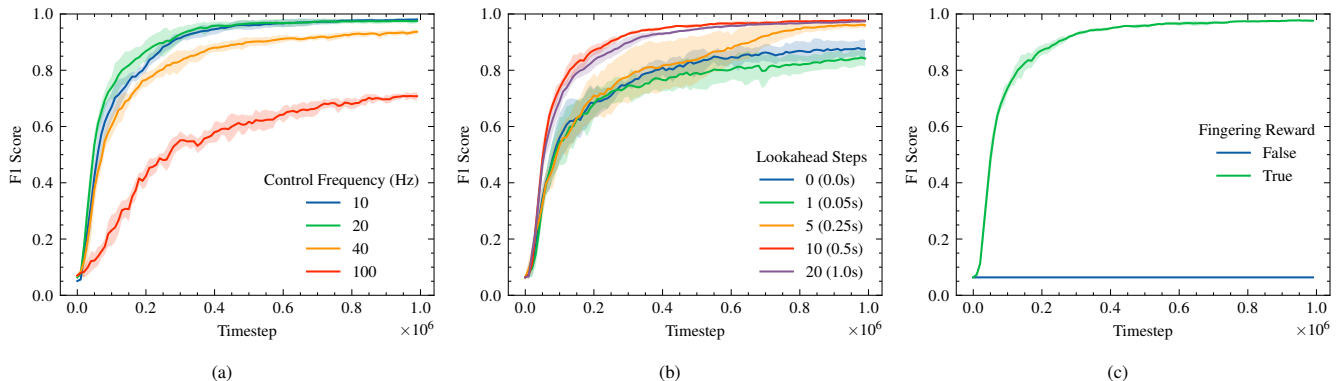 F1 Score
1.0
0.8
0.6
0.4
0.2
0.0
Control Frequency (Hz)
10
20
40
100
0.0 0.2 0.4 0.6 0.8 1.0
Timestep
×10⁶
(a)
F1 Score
1.0
0.8
0.6
0.4
0.2
0.0
Lookahead Steps
0 (0.0s)
1 (0.05s)
5 (0.25s)
10 (0.5s)
20 (1.0s)
0.0 0.2 0.4 0.6 0.8 1.0
Timestep
×10⁶
(b)
F1 Score
1.0
0.8
0.6
0.4
0.2
0.0
Fingering Reward
False
True
0.0 0.2 0.4 0.6 0.8 1.0
Timestep
×10⁶
(c)